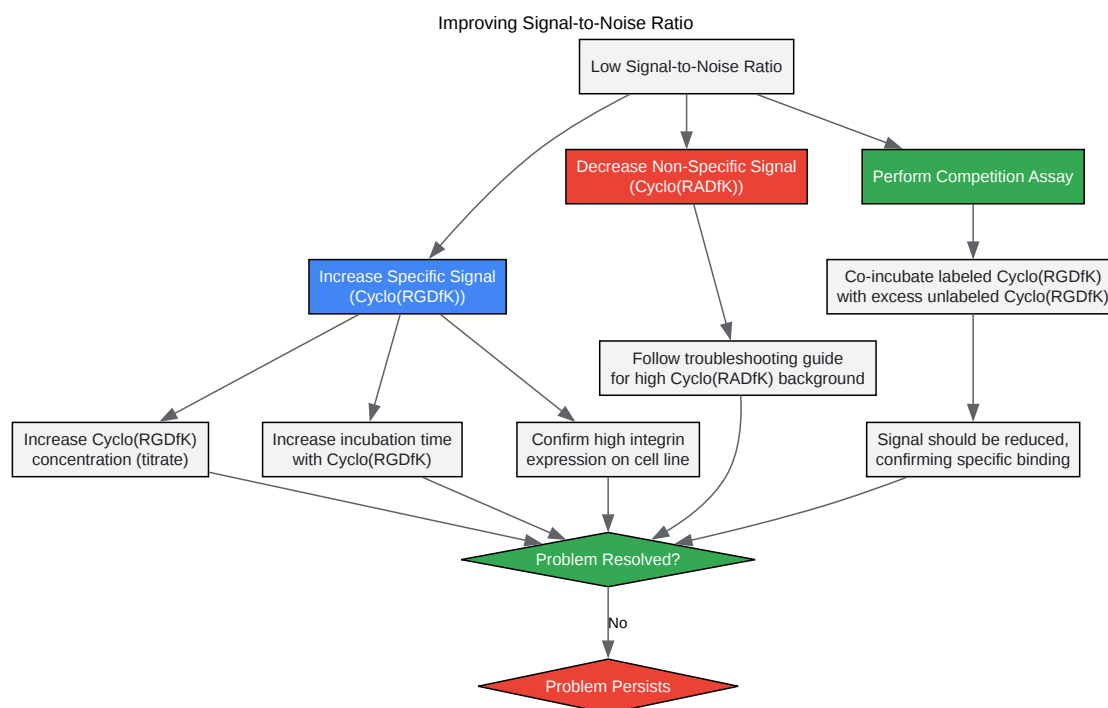 Improving Signal-to-Noise Ratio
Low Signal-to-Noise Ratio
Decrease Non-Specific Signal
(Cyclo(RADfK))
Perform Competition Assay
Increase Specific Signal
(Cyclo(RGDfK))
Co-incubate labeled Cyclo(RGDfK)
with excess unlabeled Cyclo(RGDfK)
Follow troubleshooting guide
for high Cyclo(RADfK) background
Increase Cyclo(RGDfK)
concentration (titrate)
Increase incubation time
with Cyclo(RGDfK)
Confirm high integrin
expression on cell line
Signal should be reduced,
confirming specific binding
Problem Resolved?
No
Problem Persists